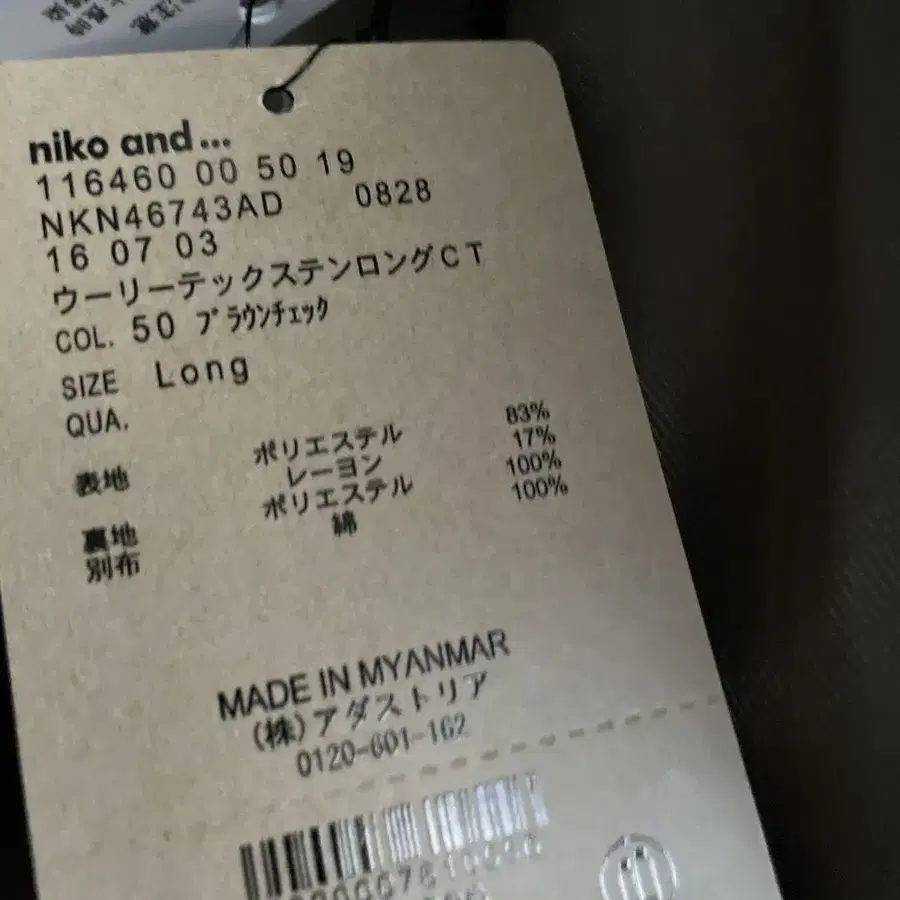 注意
長時
niko and...
116460 00 50 19
NKN46743AD 0828
16 07 03
ウーリーテックステンロングCT
COL. 50 ブラウンチェック
SIZE Long
QUA.
表地 ポリエステル 83%
レーヨン 17%
裏地 ポリエステル 100%
別布 綿 100%
MADE IN MYANMAR
(株)アダストリア
0120-601-162